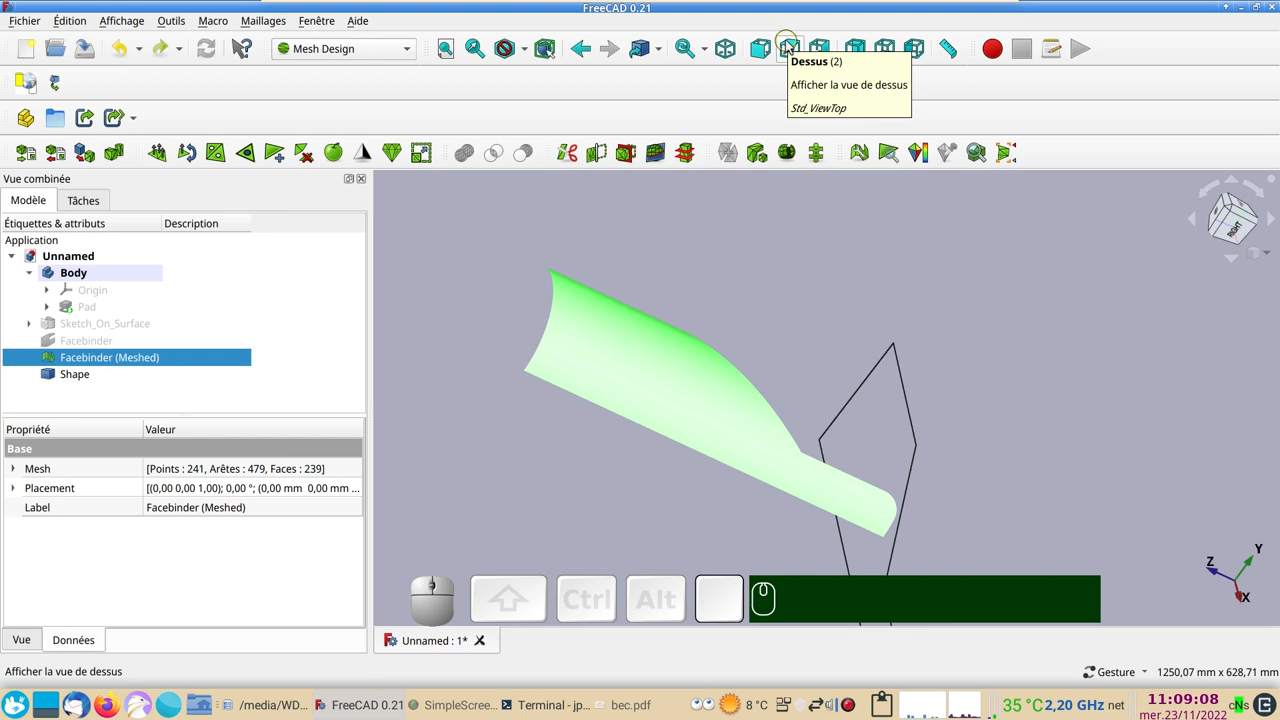 FreeCAD 0.21
Fichier Édition Affichage Outils Macro Maillages Fenêtre Aide
Mesh Design
Dessus (2)
Afficher la vue de dessus
Std_ViewTop
Vue combinée
Modèle Tâches
Étiquettes & attributs Description
Application
Unnamed
Body
Origin
Pad
Sketch_On_Surface
Facebinder
Facebinder (Meshed)
Shape
Propriété Valeur
Base
Mesh [Points : 241, Arêtes : 479, Faces : 239]
Placement [(0,00 0,00 1,00); 0,00 °; (0,00 mm 0,00 mm ...
Label Facebinder (Meshed)
Vue Données
RIGHT
Y
Z
X
Ctrl Alt
Unnamed : 1*
Afficher la vue de dessus
Gesture 1250,07 mm x 628,71 mm
/media/WD... FreeCAD 0.21 SimpleScree... Terminal - jp... bec.pdf
8 °C
35 °C 2,20 GHz net
11:09:08
mer.23/11/2022
cNs